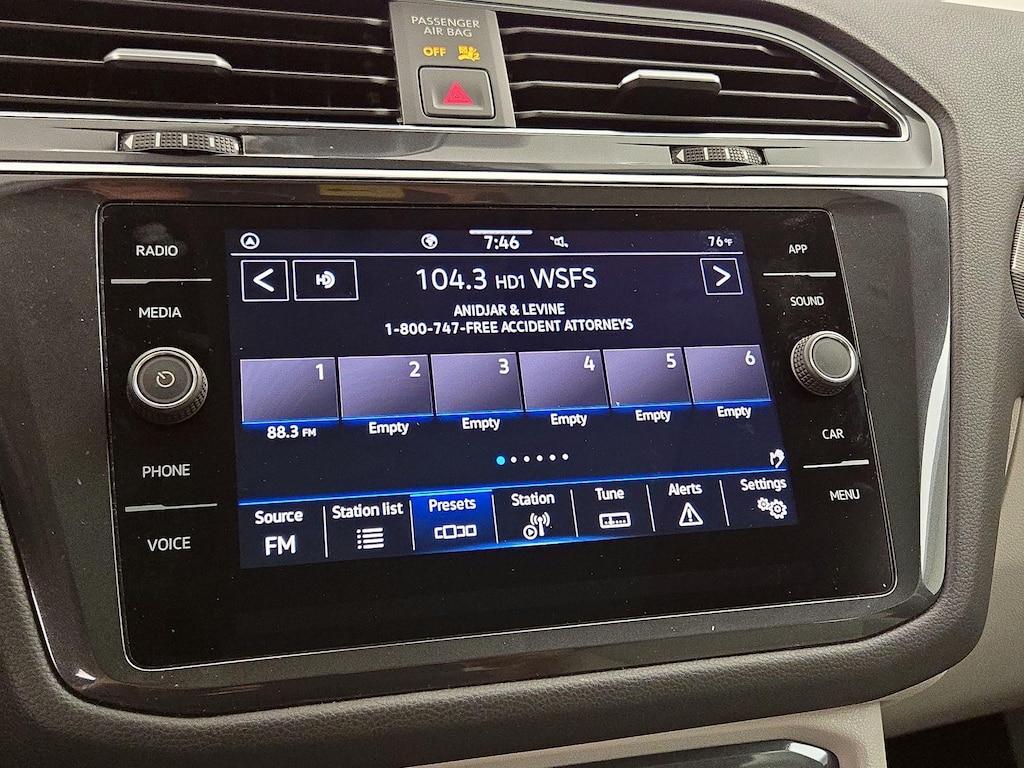 PASSENGER
AIR BAG
OFF
RADIO
MEDIA
PHONE
VOICE
7:46
76°F
HD
104.3 HD1 WSFS
ANIDJAR & LEVINE
1-800-747-FREE ACCIDENT ATTORNEYS
1 2 3 4 5 6
88.3 FM Empty Empty Empty Empty Empty
Source Station list Presets Station Tune Alerts Settings
FM
APP
SOUND
CAR
MENU